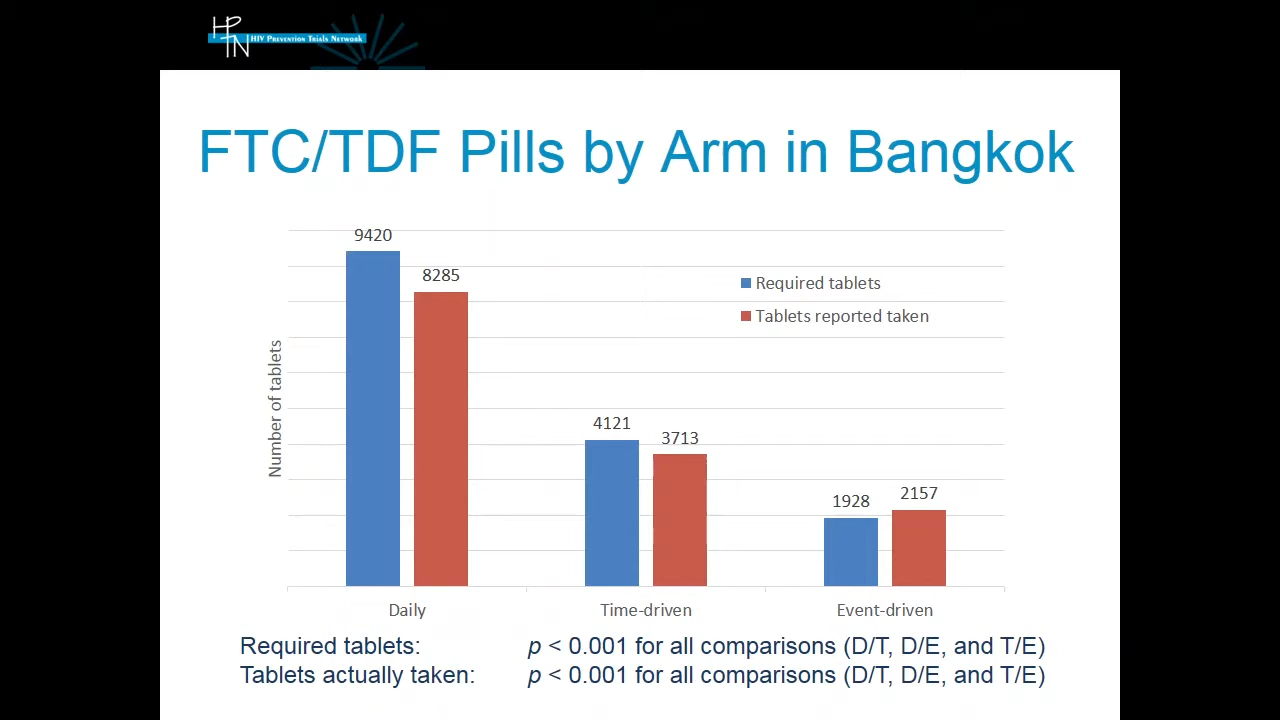 HPTN
HIV Prevention Trials Network
FTC/TDF Pills by Arm in Bangkok
9420
8285
Required tablets
Tablets reported taken
4121
3713
1928
2157
Number of tablets
Daily
Time-driven
Event-driven
Required tablets: p < 0.001 for all comparisons (D/T, D/E, and T/E)
Tablets actually taken: p < 0.001 for all comparisons (D/T, D/E, and T/E)